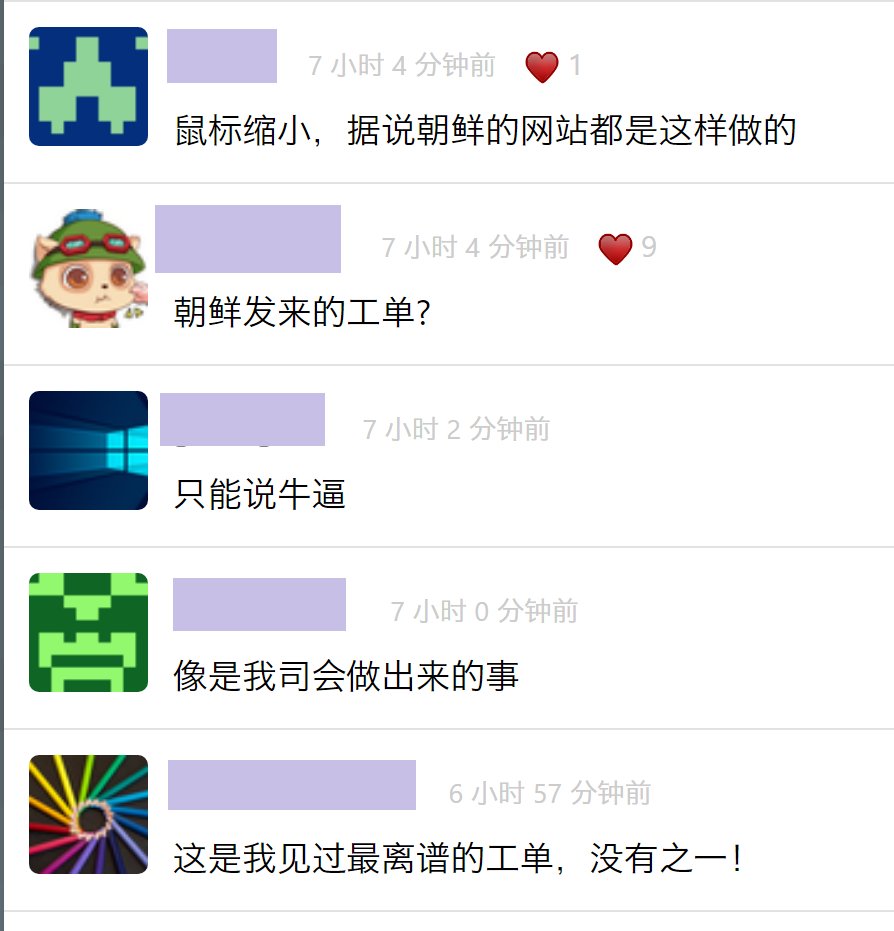 7 小时 4 分钟前 1
鼠标缩小，据说朝鲜的网站都是这样做的
7 小时 4 分钟前 9
朝鲜发来的工单?
7 小时 2 分钟前
只能说牛逼
7 小时 0 分钟前
像是我司会做出来的事
6 小时 57 分钟前
这是我见过最离谱的工单，没有之一！